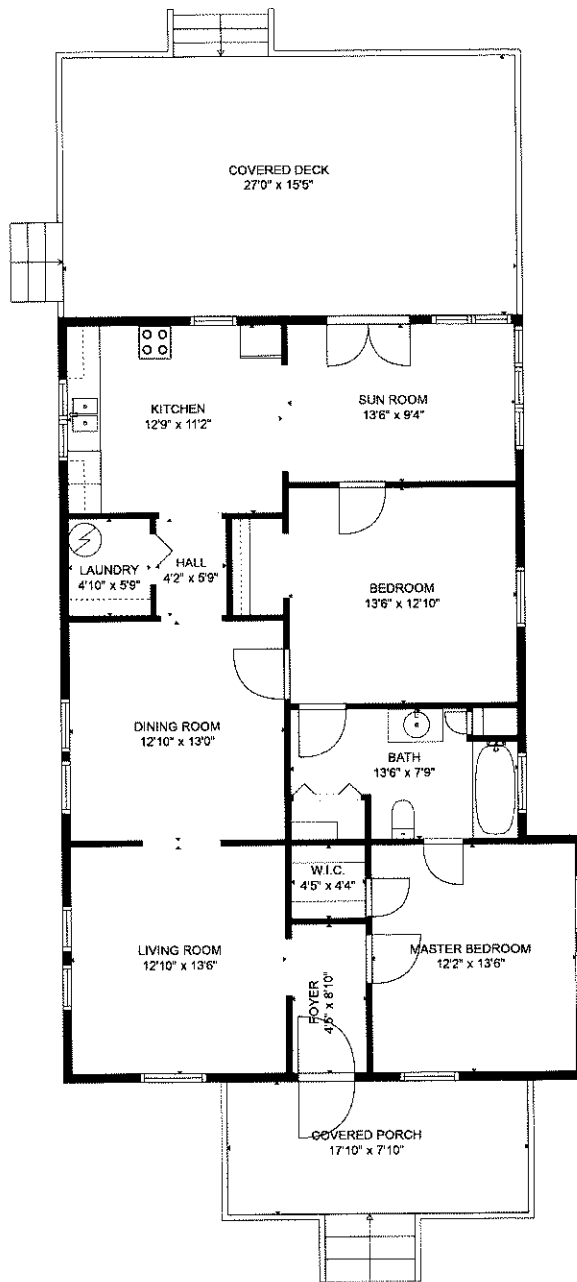 COVERED DECK
27'0" x 15'5"
KITCHEN
12'9" x 11'2"
SUN ROOM
13'6" x 9'4"
LAUNDRY
4'10" x 5'9"
HALL
4'2" x 5'9"
BEDROOM
13'6" x 12'10"
DINING ROOM
12'10" x 13'0"
BATH
13'6" x 7'9"
W.I.C.
4'5" x 4'4"
LIVING ROOM
12'10" x 13'6"
FOYER
4'5" x 8'10"
MASTER BEDROOM
12'2" x 13'6"
COVERED PORCH
17'10" x 7'10"